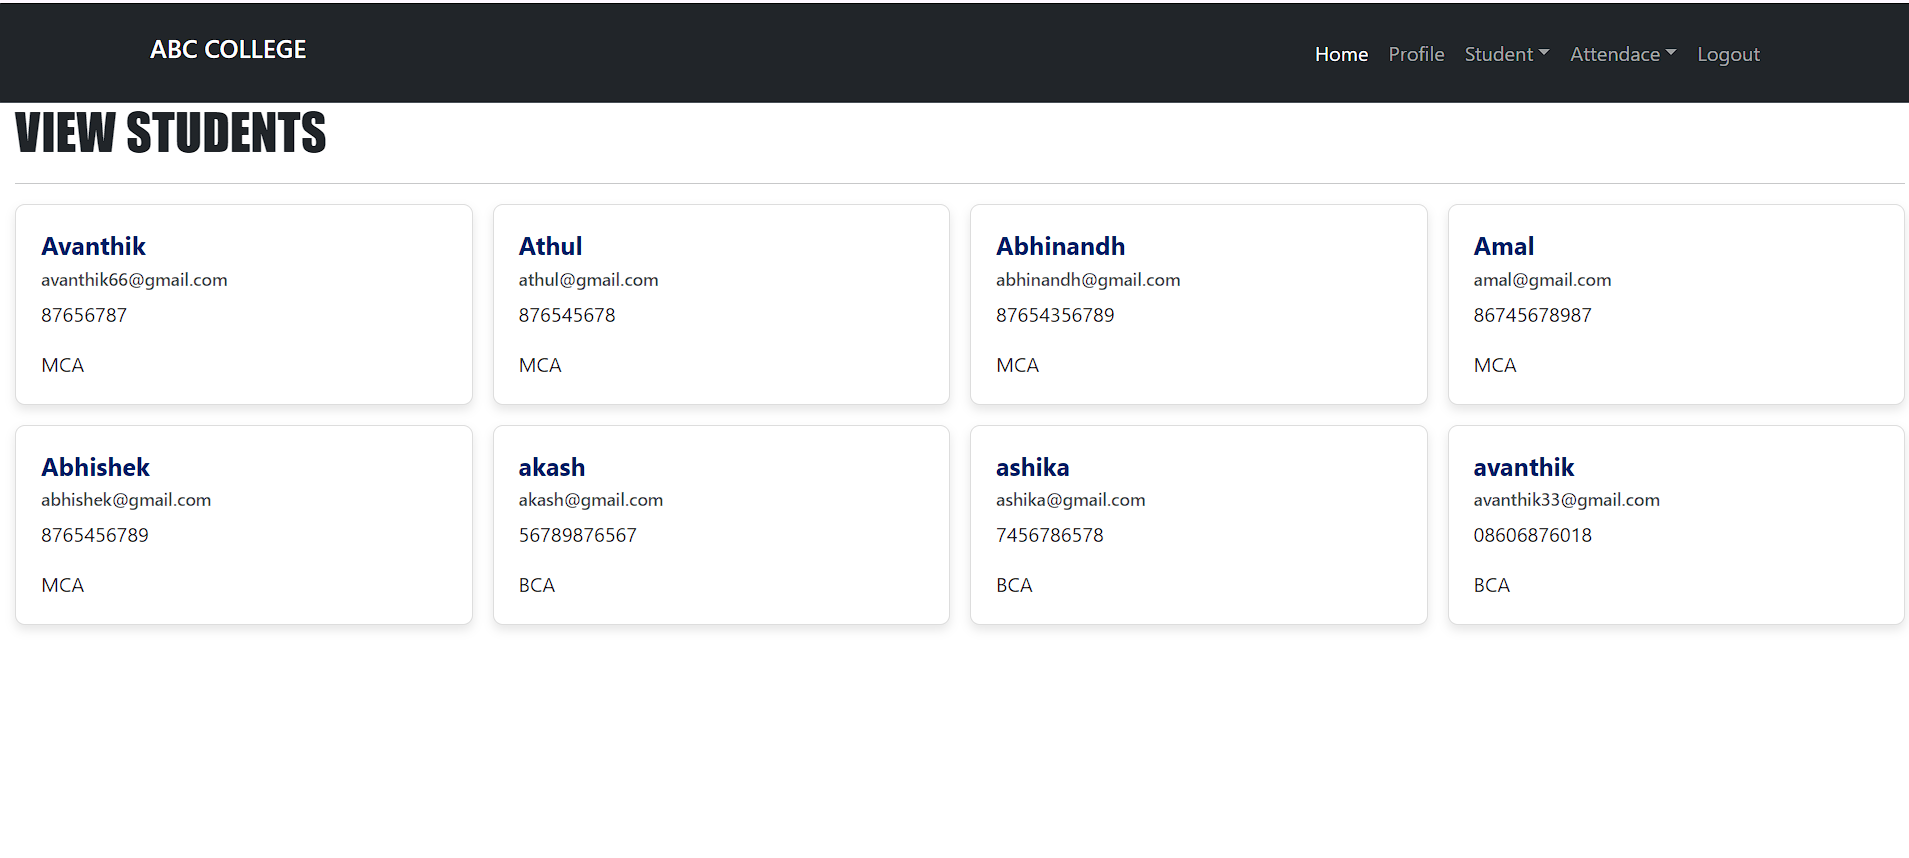 ABC COLLEGE
Home Profile Student Attendace Logout
VIEW STUDENTS
Avanthik
avanthik66@gmail.com
87656787
MCA
Athul
athul@gmail.com
876545678
MCA
Abhinandh
abhinandh@gmail.com
87654356789
MCA
Amal
amal@gmail.com
86745678987
MCA
Abhishek
abhishek@gmail.com
8765456789
MCA
akash
akash@gmail.com
56789876567
BCA
ashika
ashika@gmail.com
7456786578
BCA
avanthik
avanthik33@gmail.com
08606876018
BCA